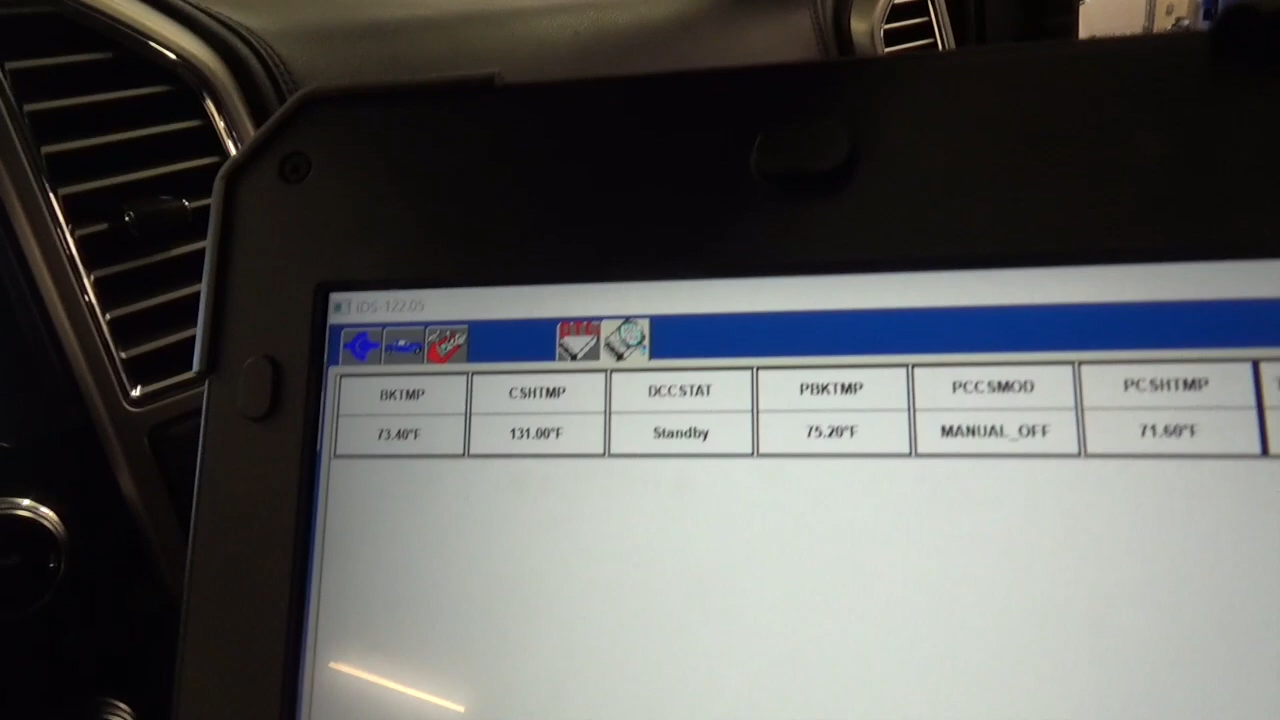 IDS-122.05
DTC
BKTMP CSHTMP DCCSTAT PBKTMP PCCSMOD PCSHTMP
73.40°F 131.00°F Standby 75.20°F MANUAL_OFF 71.60°F